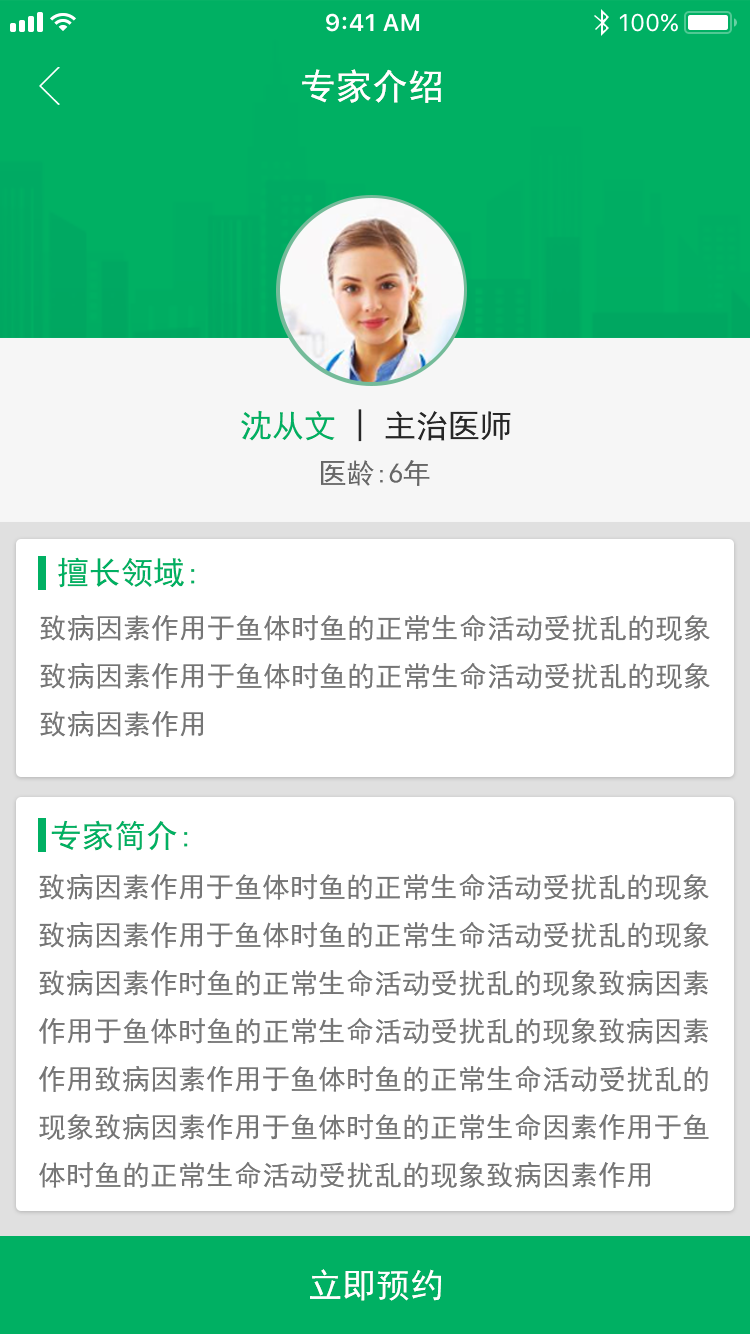 9:41 AM 100%
专家介绍
沈从文 | 主治医师
医龄:6年
擅长领域:
致病因素作用于鱼体时鱼的正常生命活动受扰乱的现象
致病因素作用于鱼体时鱼的正常生命活动受扰乱的现象
致病因素作用
专家简介:
致病因素作用于鱼体时鱼的正常生命活动受扰乱的现象
致病因素作用于鱼体时鱼的正常生命活动受扰乱的现象
致病因素作时鱼的正常生命活动受扰乱的现象致病因素
作用于鱼体时鱼的正常生命活动受扰乱的现象致病因素
作用致病因素作用于鱼体时鱼的正常生命活动受扰乱的
现象致病因素作用于鱼体时鱼的正常生命因素作用于鱼
体时鱼的正常生命活动受扰乱的现象致病因素作用
立即预约